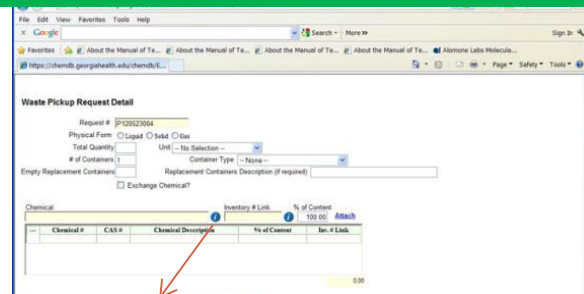 File Edit View Favorites Tools Help
x Google Search More >> Sign In
Favorites About the Manual of Te... About the Manual of Te... About the Manual of Te... About the Manual of Te... Alomone Labs Molecula...
https://chemdb.georgiahealth.edu/chemdb/E... Page Safety Tools
Waste Pickup Request Detail
Request # P120523004
Physical Form Liquid Solid Gas
Total Quantity Unit -- No Selection --
# of Containers 1 Container Type -- None --
Empty Replacement Containers Replacement Containers Description (if required)
Exchange Chemical?
Chemical Inventory # Link % of Content
100.00 Attach
--- Chemical # CAS # Chemical Description % of Content Inv. # Link
0.00